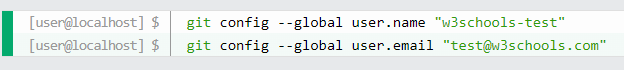 [user@localhost] $ git config --global user.name "w3schools-test"
[user@localhost] $ git config --global user.email "test@w3schools.com"